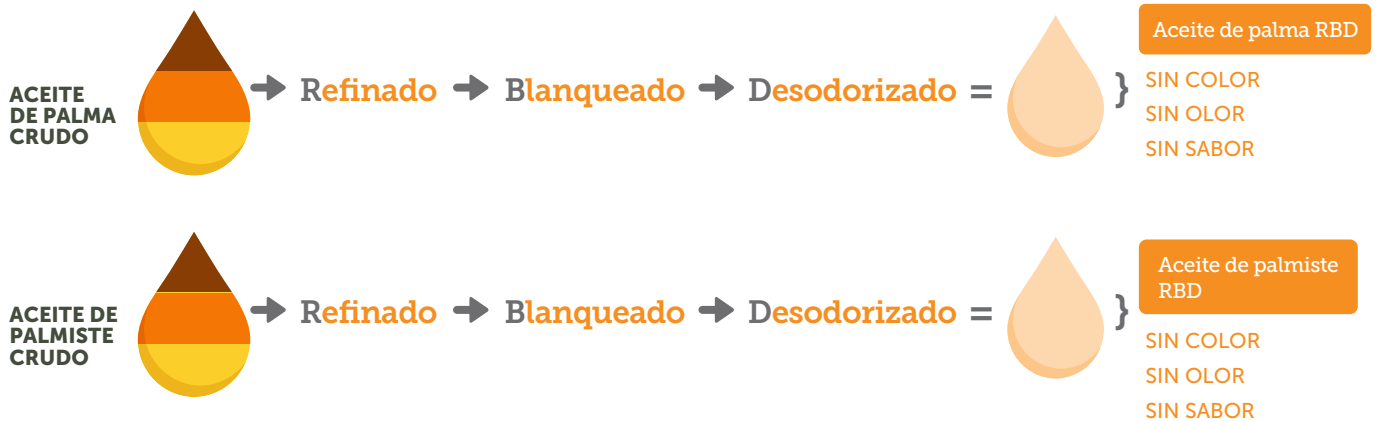 ACEITE
DE PALMA
CRUDO
Refinado
Blanqueado
Desodorizado =
}
Aceite de palma RBD
SIN COLOR
SIN OLOR
SIN SABOR
ACEITE DE
PALMISTE
CRUDO
Refinado
Blanqueado
Desodorizado =
}
Aceite de palmiste
RBD
SIN COLOR
SIN OLOR
SIN SABOR